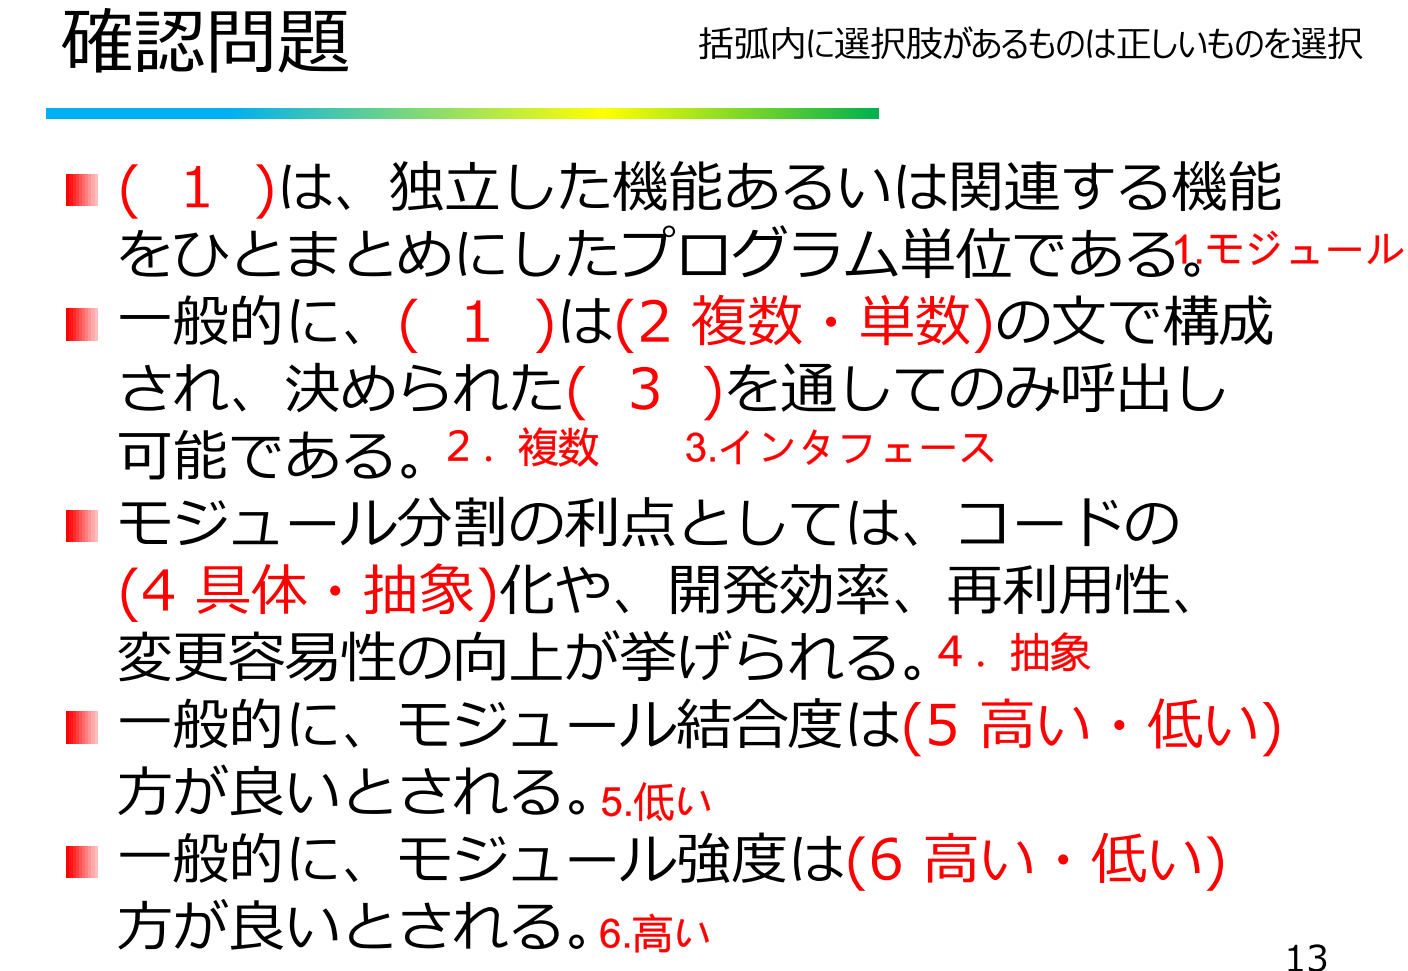 確認問題
括弧内に選択肢があるものは正しいものを選択
( 1 )は、独立した機能あるいは関連する機能
をひとまとめにしたプログラム単位である。1.モジュール
一般的に、( 1 )は(2 複数・単数)の文で構成
され、決められた( 3 )を通してのみ呼出し
可能である。2．複数 3.インタフェース
モジュール分割の利点としては、コードの
(4 具体・抽象)化や、開発効率、再利用性、
変更容易性の向上が挙げられる。4．抽象
一般的に、モジュール結合度は(5 高い・低い)
方が良いとされる。5.低い
一般的に、モジュール強度は(6 高い・低い)
方が良いとされる。6.高い
13